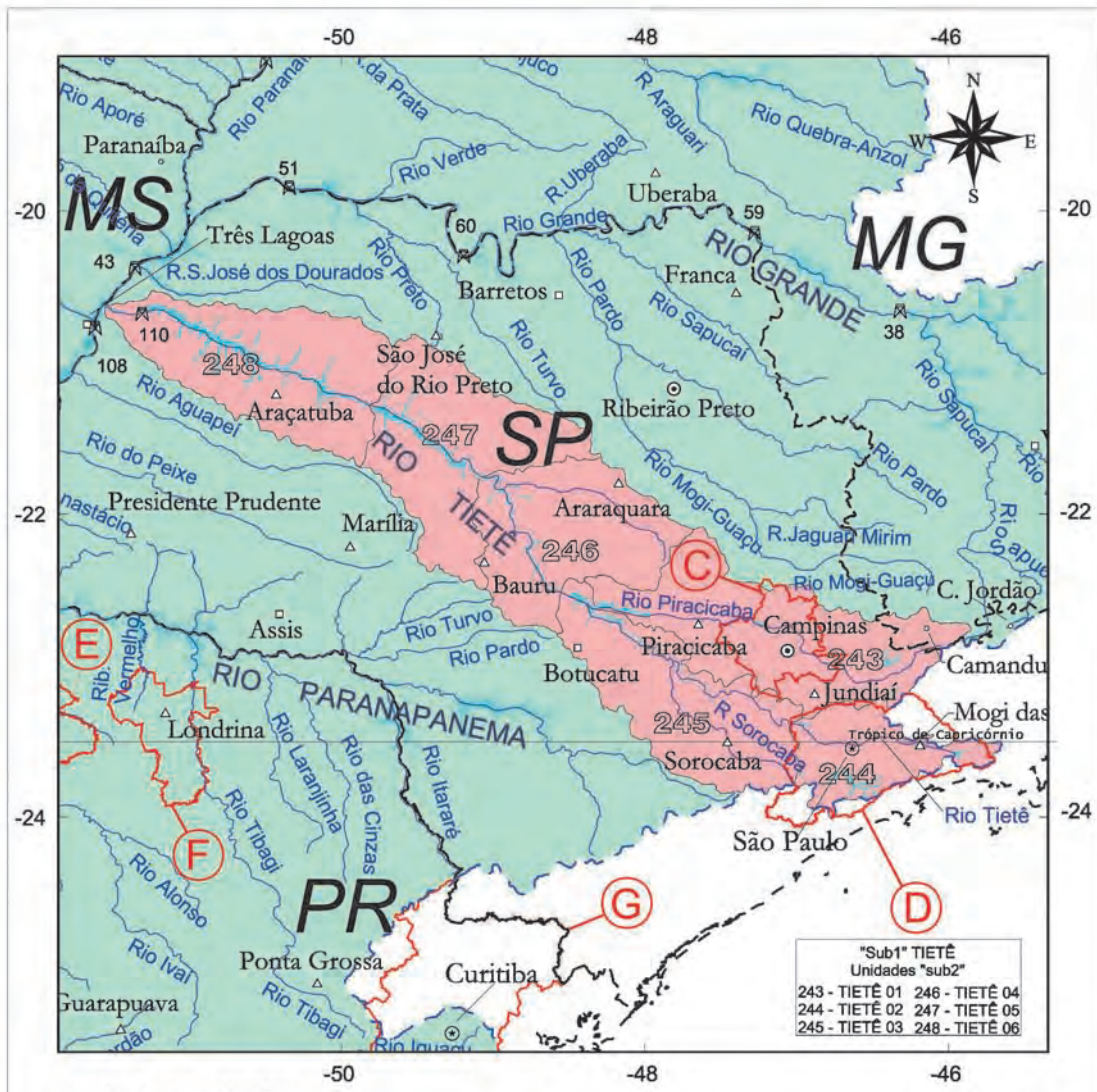 -50
-48
-46
Rio Aporé
Rio Paranaí
R.da Prata
juco
R Araguari
Rio Quebra-Anzol
N
W
E
S
Paranaíba
51
Rio Verde
R.Uberaba
Uberaba
MS
-20
-20
60
Rio Grande
59
MG
Três Lagoas
43
R.S.José dos Dourados
Rio Preto
Barretos
Franca
RIO GRANDE
Rio Pardo
Rio Sapucaí
38
110
108
248
São José
do Rio Preto
Rio Turvo
Ribeirão Preto
Rio Sapucaí
Rio Aguapeí
Araçatuba
247
SP
RIO
TIETÊ
Rio do Peixe
Rio Mogi-Guaçu
Rio Pardo
Presidente Prudente
-22
-22
nastácio
Marília
Araraquara
R.Jaguari Mirim
246
C
Rio Mogi-Guaçu
C. Jordão
Bauru
Rio Piracicaba
E
Assis
Rio Turvo
Piracicaba
Campinas
Rio Pardo
243
Rib.
Vermelho
RIO
PARANAPANEMA
Botucatu
Camandu
Jundiaí
245
R Sorocaba
Mogi das
Londrina
Trópico de Capricórnio
Rio Laranjinha
Rio das Cinzas
Rio Itararé
Sorocaba
244
-24
-24
F
Rio Tibagi
São Paulo
Rio Tietê
Rio Alonso
PR
G
D
Rio Ivaí
Ponta Grossa
Curitiba
Guarapuava
Rio Tibagi
Rio Iguaçu
rdão
"Sub1" TIETÊ
Unidades "sub2"
243 - TIETÊ 01 246 - TIETÊ 04
244 - TIETÊ 02 247 - TIETÊ 05
245 - TIETÊ 03 248 - TIETÊ 06
-50
-48
-46